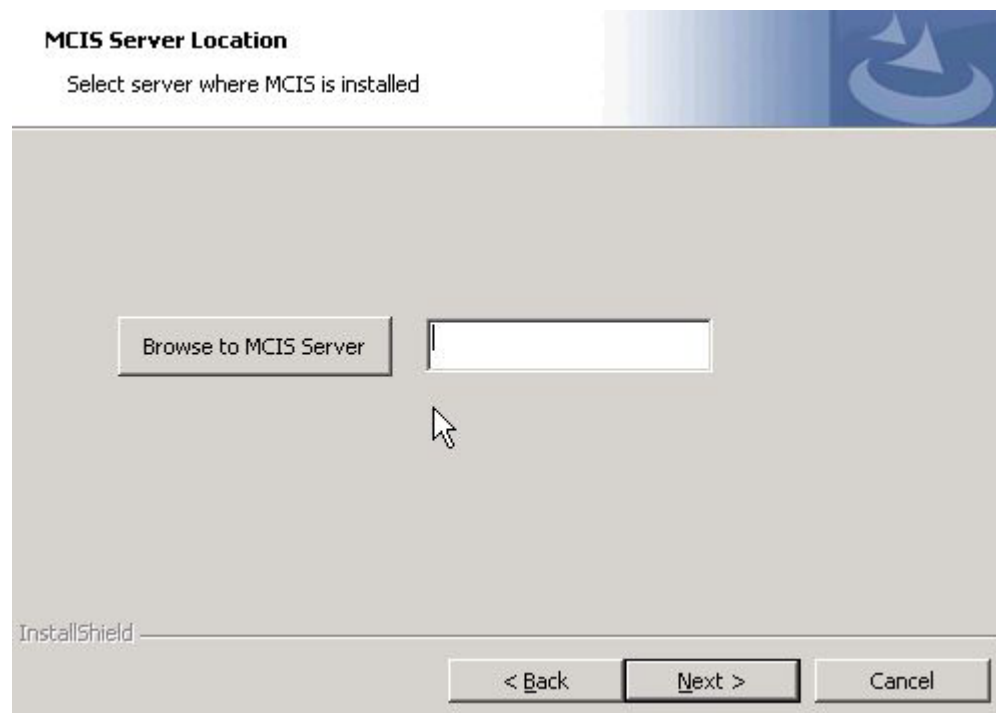 MCIS Server Location
Select server where MCIS is installed
Browse to MCIS Server
InstallShield
< Back
Next >
Cancel